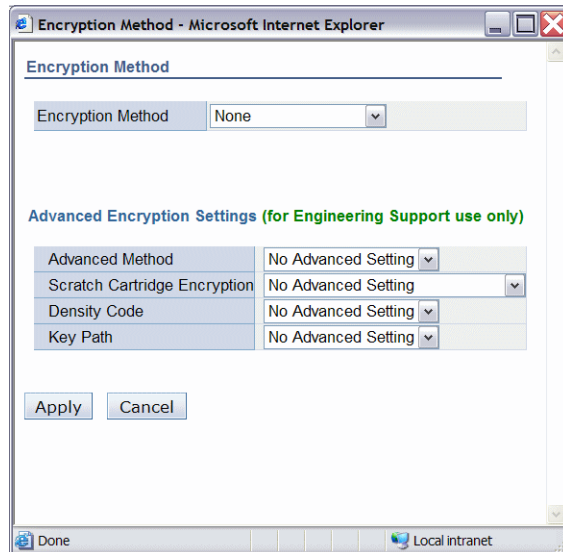 Encryption Method - Microsoft Internet Explorer
Encryption Method
Encryption Method None
Advanced Encryption Settings (for Engineering Support use only)
Advanced Method No Advanced Setting
Scratch Cartridge Encryption No Advanced Setting
Density Code No Advanced Setting
Key Path No Advanced Setting
Apply Cancel
Done Local intranet